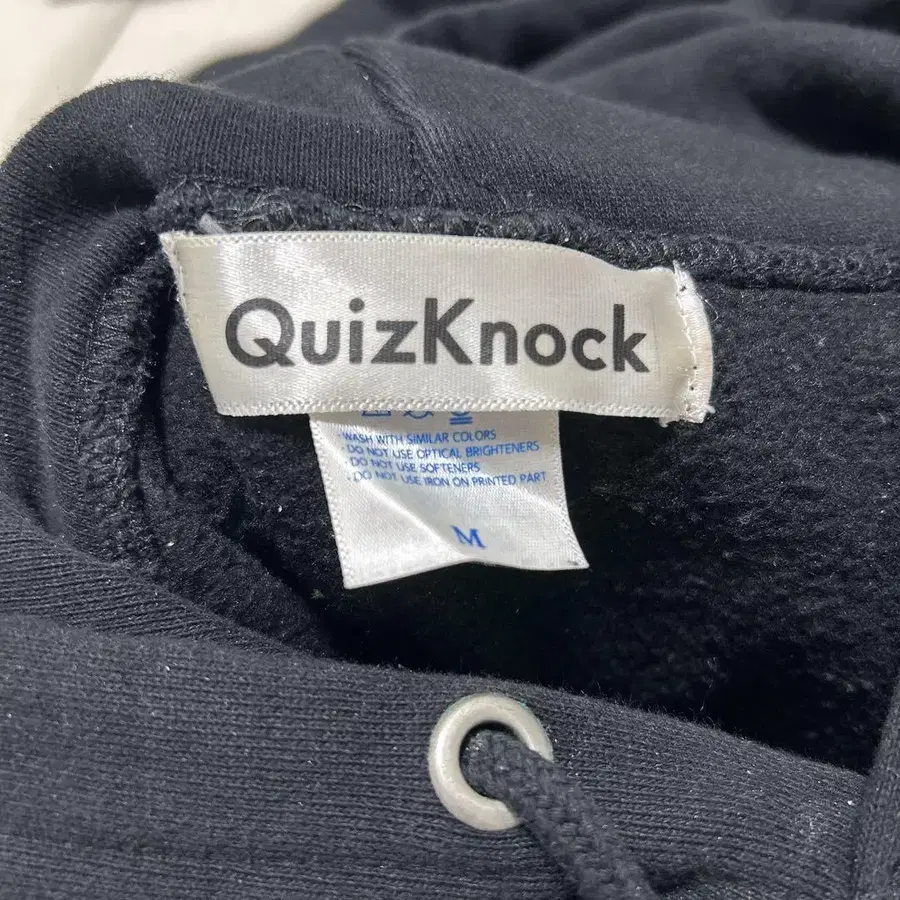 QuizKnock
·WASH WITH SIMILAR COLORS
·DO NOT USE OPTICAL BRIGHTENERS
·DO NOT USE SOFTENERS
·DO NOT USE IRON ON PRINTED PART
M